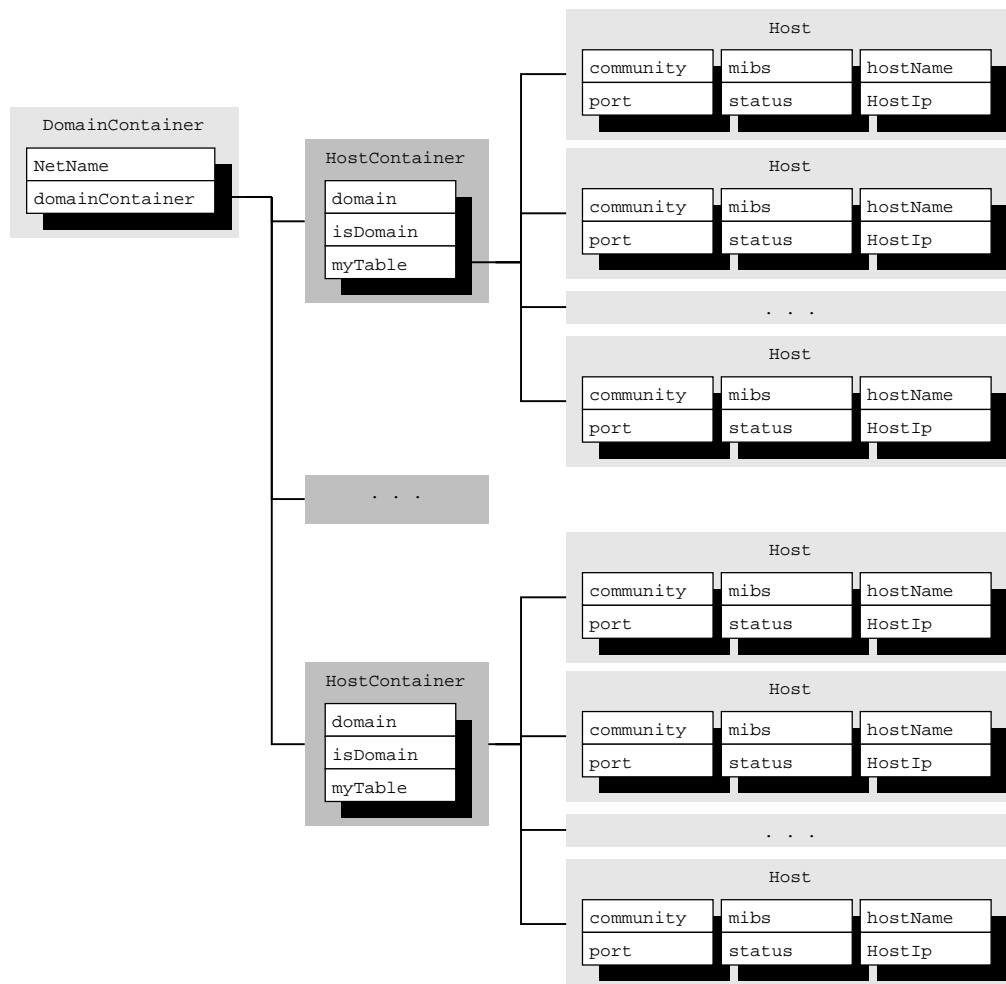 DomainContainer
NetName
domainContainer
HostContainer
domain
isDomain
myTable
Host
community mibs hostName
port status HostIp
Host
community mibs hostName
port status HostIp
. . .
Host
community mibs hostName
port status HostIp
. . .
HostContainer
domain
isDomain
myTable
Host
community mibs hostName
port status HostIp
Host
community mibs hostName
port status HostIp
. . .
Host
community mibs hostName
port status HostIp